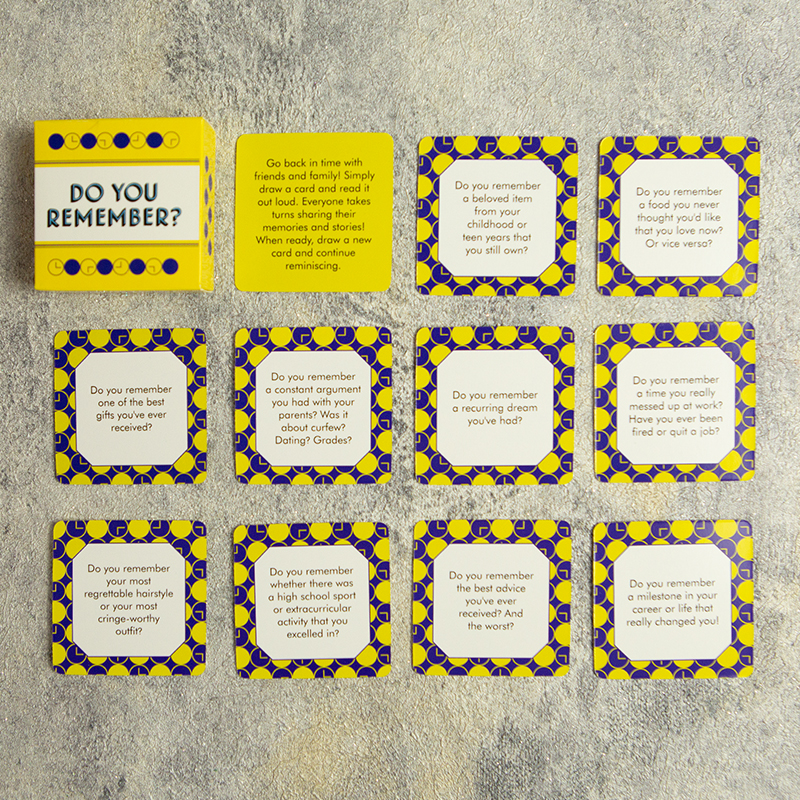 DO YOU
REMEMBER?
Go back in time with
friends and family! Simply
draw a card and read it
out loud. Everyone takes
turns sharing their
memories and stories!
When ready, draw a new
card and continue
reminiscing.
Do you remember
a beloved item
from your
childhood or
teen years that
you still own?
Do you remember
a food you never
thought you'd like
that you love now?
Or vice versa?
Do you remember
one of the best
gifts you've ever
received?
Do you remember
a constant argument
you had with your
parents? Was it
about curfew?
Dating? Grades?
Do you remember
a recurring dream
you've had?
Do you remember
a time you really
messed up at work?
Have you ever been
fired or quit a job?
Do you remember
your most
regrettable hairstyle
or your most
cringe-worthy
outfit?
Do you remember
whether there was
a high school sport
or extracurricular
activity that you
excelled in?
Do you remember
the best advice
you've ever
received? And
the worst?
Do you remember
a milestone in your
career or life that
really changed you!